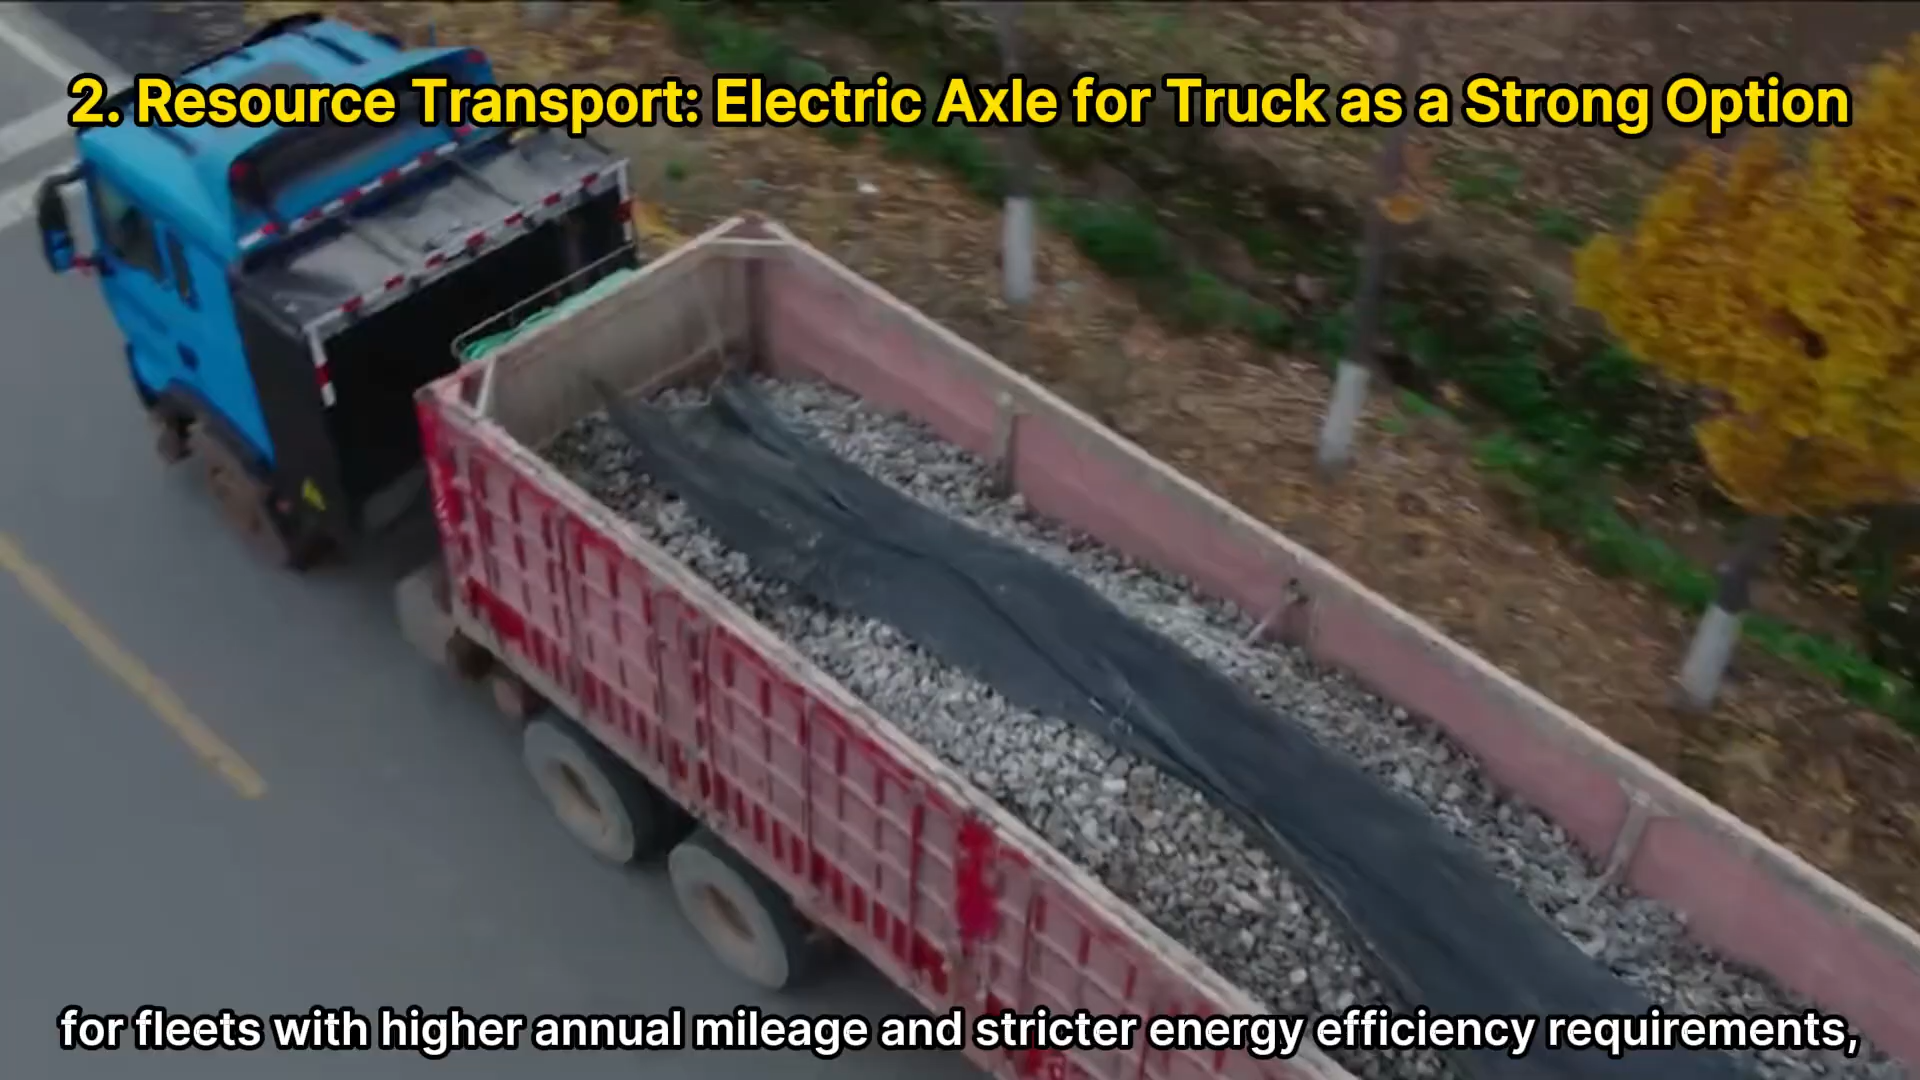 2. Resource Transport: Electric Axle for Truck as a Strong Option
for fleets with higher annual mileage and stricter energy efficiency requirements,